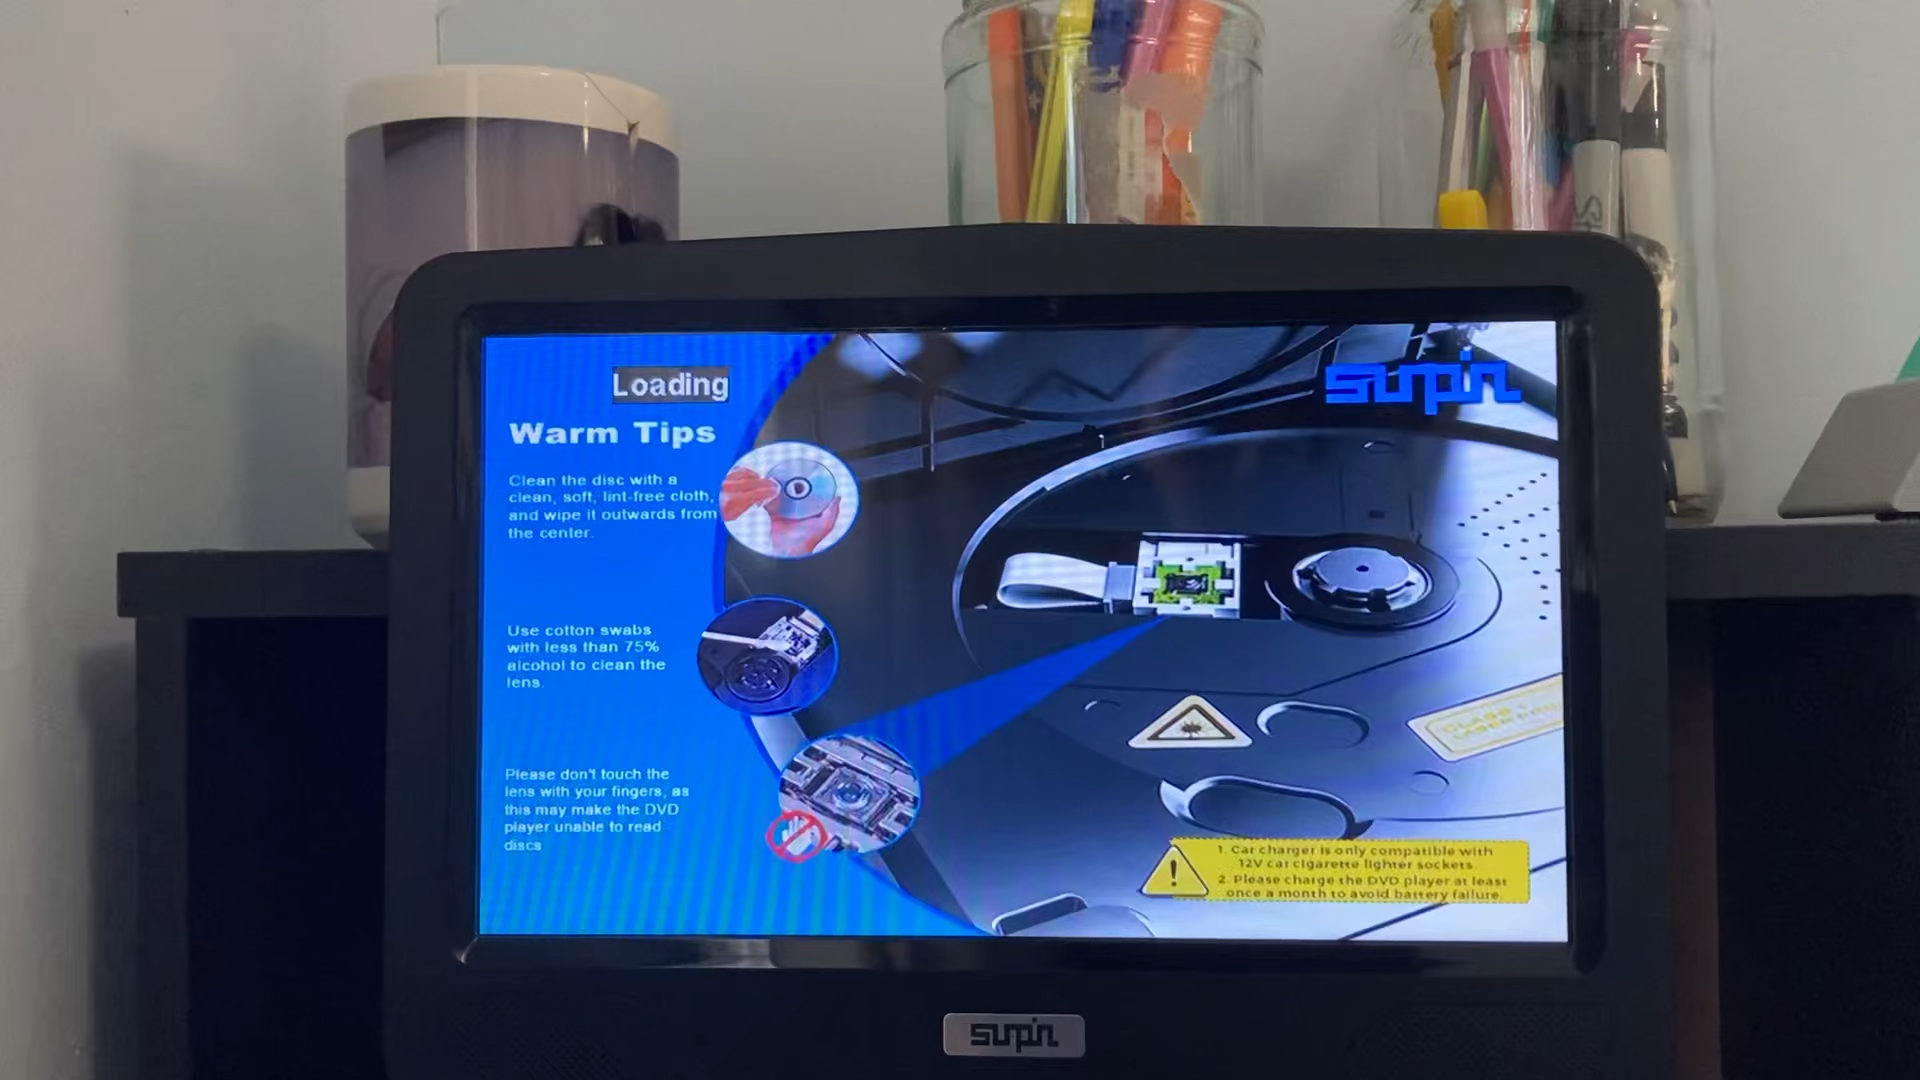 Loading
Warm Tips
Clean the disc with a
clean, soft, lint-free cloth,
and wipe it outwards from
the center.
Use cotton swabs
with less than 75%
alcohol to clean the
lens.
Please don't touch the
lens with your fingers, as
this may make the DVD
player unable to read
discs
supin
1. Car charger is only compatible with
12V car cigarette lighter sockets.
2. Please charge the DVD player at least
once a month to avoid battery failure.
supin